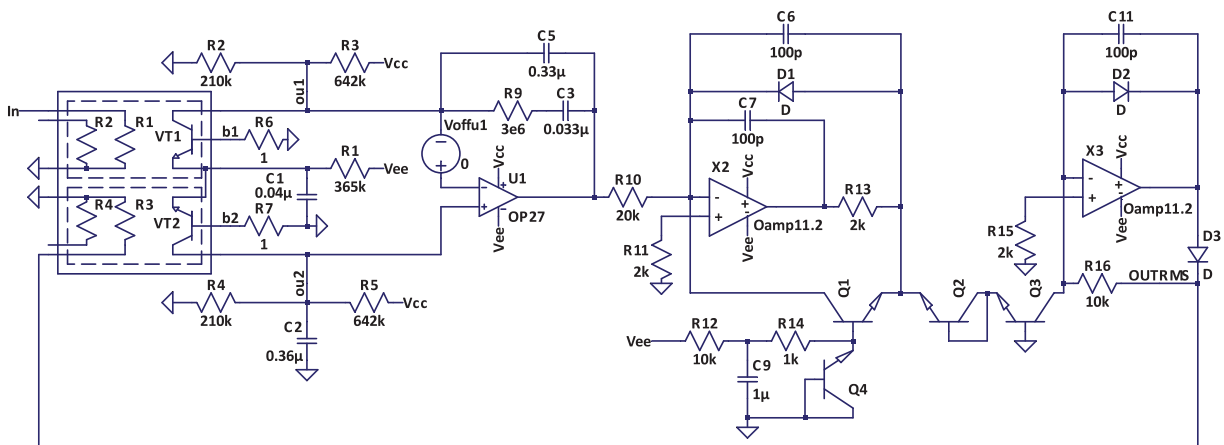 C6
100p
C11
100p
C5
0.33µ
R2
210k
R3
642k
Vcc
ou1
D1
D
D2
D
R9
3e6
C3
0.033µ
In
R2
R1
VT1
b1
R6
1
Voffu1
0
C7
100p
X2
Vcc
X3
Vcc
R1
365k
Vee
C1
0.04µ
Vcc
U1
OP27
Vee
R10
20k
R13
2k
Oamp11.2
Vee
Oamp11.2
Vee
R4
R3
VT2
b2
R7
1
R11
2k
R15
2k
D3
D
ou2
R4
210k
R5
642k
Vcc
C2
0.36µ
Q1
Q2
Q3
R16
10k
OUTRMS
Vee
R12
10k
R14
1k
C9
1µ
Q4